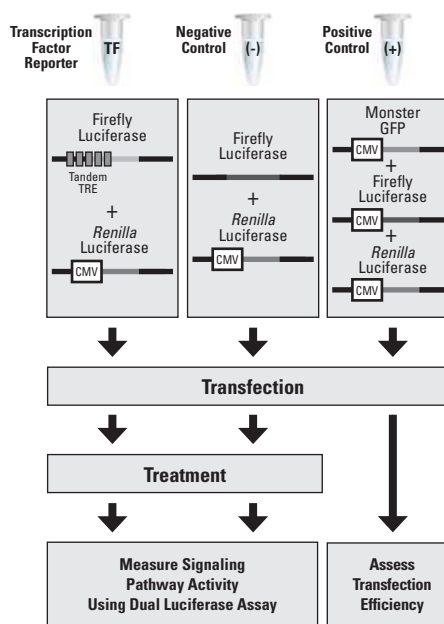 Transcription
Factor
Reporter
TF
Negative
Control
(-)
Positive
Control
(+)
Firefly
Luciferase
Tandem
TRE
+
Renilla
Luciferase
CMV
Firefly
Luciferase
+
Renilla
Luciferase
CMV
Monster
GFP
CMV
+
Firefly
Luciferase
CMV
+
Renilla
Luciferase
CMV
Transfection
Treatment
Measure Signaling
Pathway Activity
Using Dual Luciferase Assay
Assess
Transfection
Efficiency